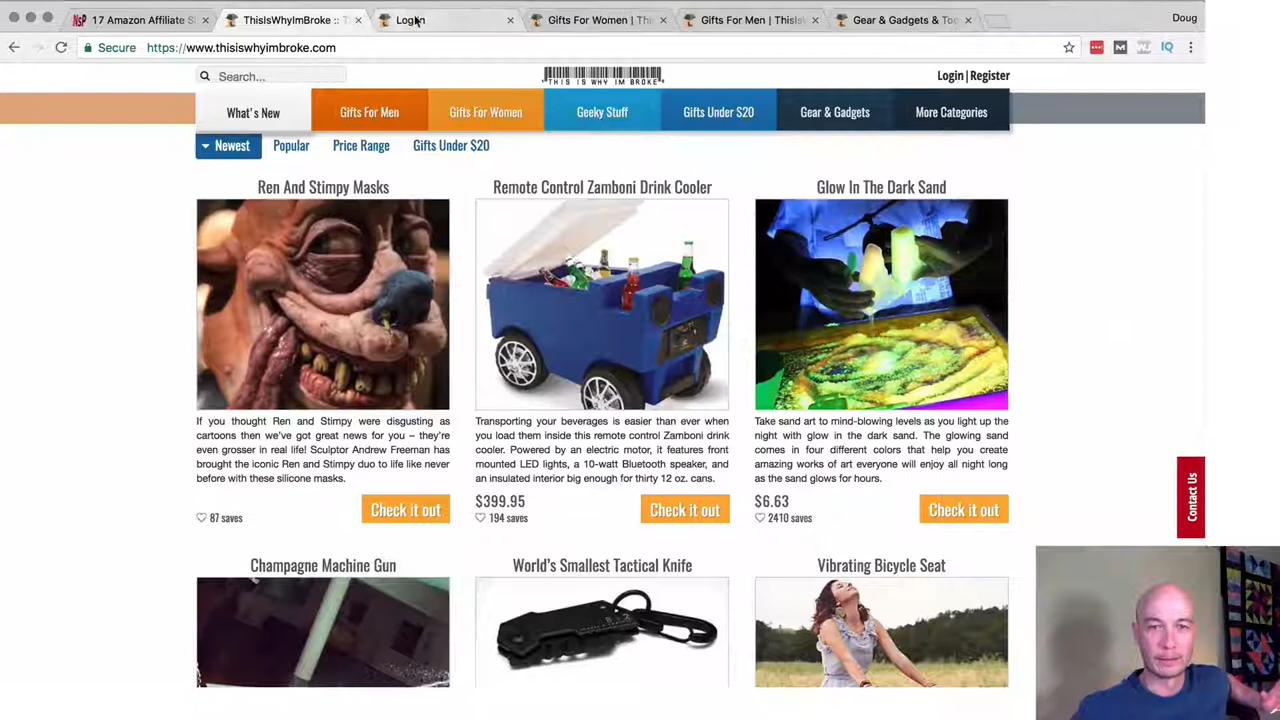 17 Amazon Affiliate S
ThisIsWhyImBroke :: T
Login
Gifts For Women | This
Gifts For Men | ThisIs
Gear & Gadgets & Too
Doug
Secure
https://www.thisiswhyimbroke.com
Search...
THIS IS WHY IM BROKE
Login | Register
What's New
Gifts For Men
Gifts For Women
Geeky Stuff
Gifts Under $20
Gear & Gadgets
More Categories
Newest
Popular
Price Range
Gifts Under $20
Ren And Stimpy Masks
If you thought Ren and Stimpy were disgusting as
cartoons then we've got great news for you – they're
even grosser in real life! Sculptor Andrew Freeman has
brought the iconic Ren and Stimpy duo to life like never
before with these silicone masks.
87 saves
Check it out
Remote Control Zamboni Drink Cooler
Transporting your beverages is easier than ever when
you load them inside this remote control Zamboni drink
cooler. Powered by an electric motor, it features front
mounted LED lights, a 10-watt Bluetooth speaker, and
an insulated interior big enough for thirty 12 oz. cans.
$399.95
194 saves
Check it out
Glow In The Dark Sand
Take sand art to mind-blowing levels as you light up the
night with glow in the dark sand. The glowing sand
comes in four different colors that help you create
amazing works of art everyone will enjoy all night long
as the sand glows for hours.
$6.63
2410 saves
Check it out
Contact Us
Champagne Machine Gun
World's Smallest Tactical Knife
Vibrating Bicycle Seat